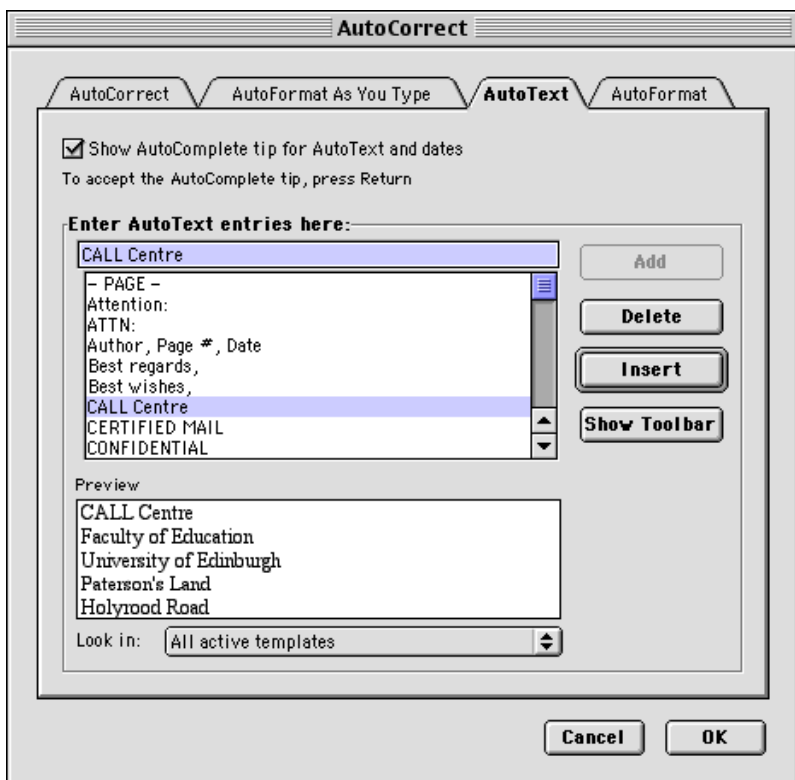 AutoCorrect
AutoCorrect AutoFormat As You Type AutoText AutoFormat
Show AutoComplete tip for AutoText and dates
To accept the AutoComplete tip, press Return
Enter AutoText entries here:
CALL Centre
- PAGE -
Attention:
ATTN:
Author, Page #, Date
Best regards,
Best wishes,
CALL Centre
CERTIFIED MAIL
CONFIDENTIAL
Add
Delete
Insert
Show Toolbar
Preview
CALL Centre
Faculty of Education
University of Edinburgh
Paterson's Land
Holyrood Road
Look in: All active templates
Cancel OK